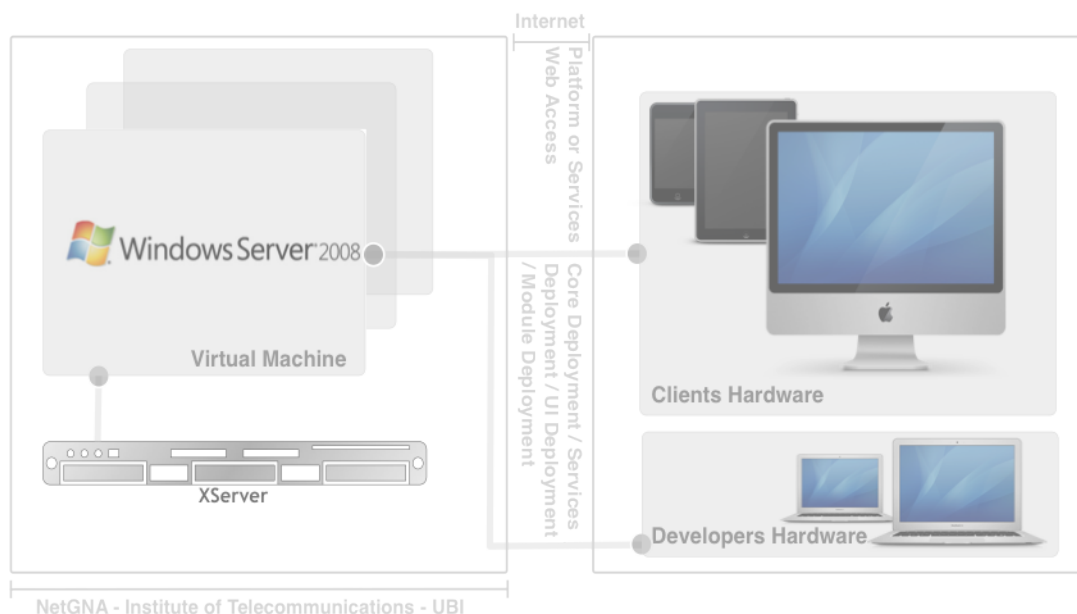 Internet
Platform or Services
Web Access
Windows Server 2008
Virtual Machine
XServer
Core Deployment / Services
Deployment / UI Deployment
/ Module Deployment
Clients Hardware
Developers Hardware
NetGNA - Institute of Telecommunications - UBI